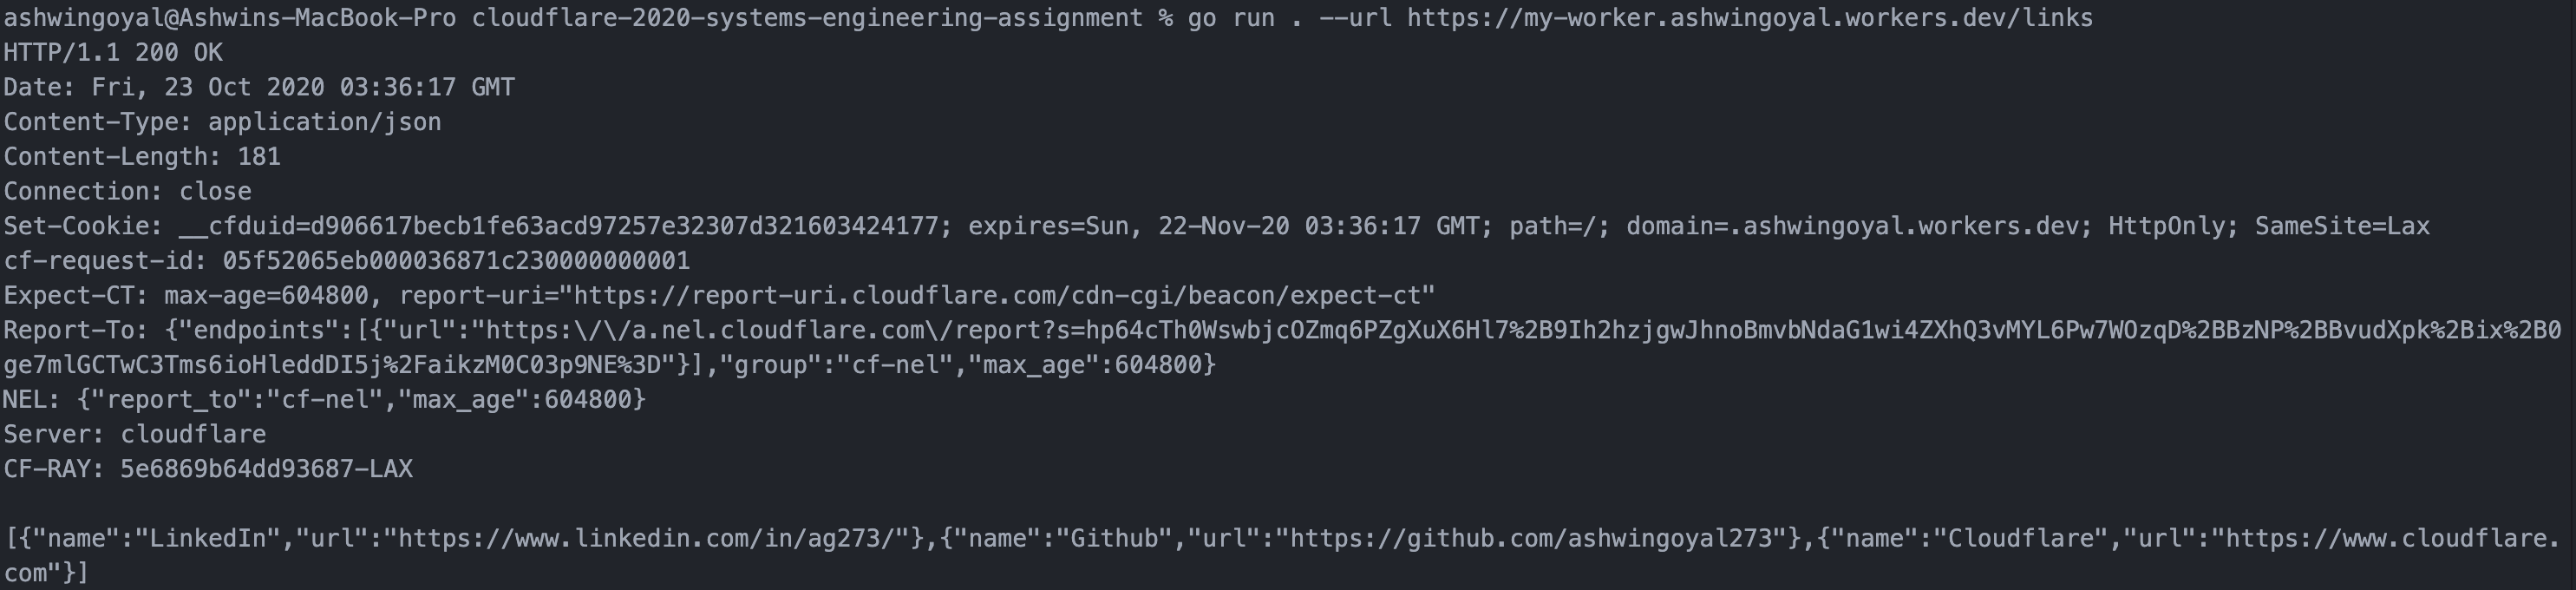 ashwingoyal@Ashwins-MacBook-Pro cloudflare-2020-systems-engineering-assignment % go run . --url https://my-worker.ashwingoyal.workers.dev/links
HTTP/1.1 200 OK
Date: Fri, 23 Oct 2020 03:36:17 GMT
Content-Type: application/json
Content-Length: 181
Connection: close
Set-Cookie: __cfduid=d906617becb1fe63acd97257e32307d321603424177; expires=Sun, 22-Nov-20 03:36:17 GMT; path=/; domain=.ashwingoyal.workers.dev; HttpOnly; SameSite=Lax
cf-request-id: 05f52065eb000036871c230000000001
Expect-CT: max-age=604800, report-uri="https://report-uri.cloudflare.com/cdn-cgi/beacon/expect-ct"
Report-To: {"endpoints":[{"url":"https:\/\/a.nel.cloudflare.com\/report?s=hp64cTh0WswbjcOZmq6PZgXuX6Hl7%2B9Ih2hzjgwJhnoBmvbNdaG1wi4ZXhQ3vMYL6Pw7WOzqD%2BBzNP%2BBvudXpk%2Bix%2B0
ge7mlGCTwC3Tms6ioHleddDI5j%2FaikzM0C03p9NE%3D"}],"group":"cf-nel","max_age":604800}
NEL: {"report_to":"cf-nel","max_age":604800}
Server: cloudflare
CF-RAY: 5e6869b64dd93687-LAX
[{"name":"LinkedIn","url":"https://www.linkedin.com/in/ag273/"},{"name":"Github","url":"https://github.com/ashwingoyal273"},{"name":"Cloudflare","url":"https://www.cloudflare.
com"}]